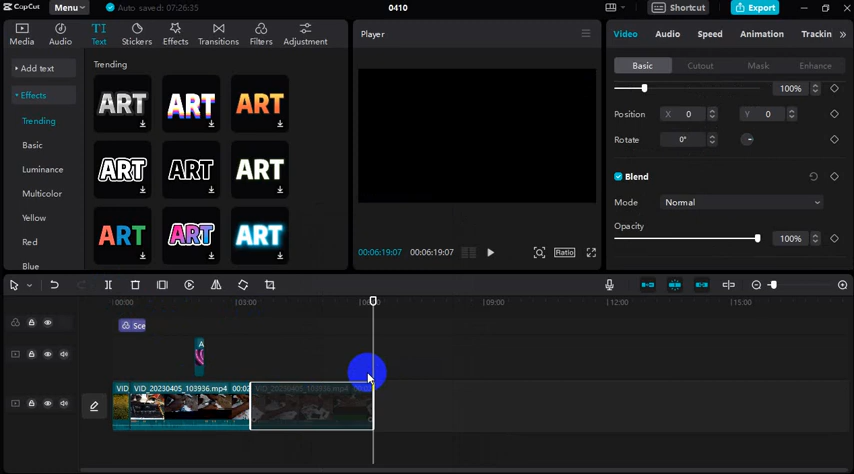 CapCut Menu Auto saved: 07:26:35 0410 Shortcut Export
Media Audio Text Stickers Effects Transitions Filters Adjustment
Add text
Effects
Trending
Basic
Luminance
Multicolor
Yellow
Red
Blue
Trending
ART ART ART
ART ART ART
ART ART ART
Player
00:06:19:07 00:06:19:07 Ratio
Video Audio Speed Animation Trackin
Basic Cutout Mask Enhance
100%
Position X 0 Y 0
Rotate 0°
Blend
Mode Normal
Opacity
100%
00:00 03:00 09:00 12:00 15:00
Sce
A
VID VID_20230405_103936.mp4 00:02 VID_20230405_103936.mp4